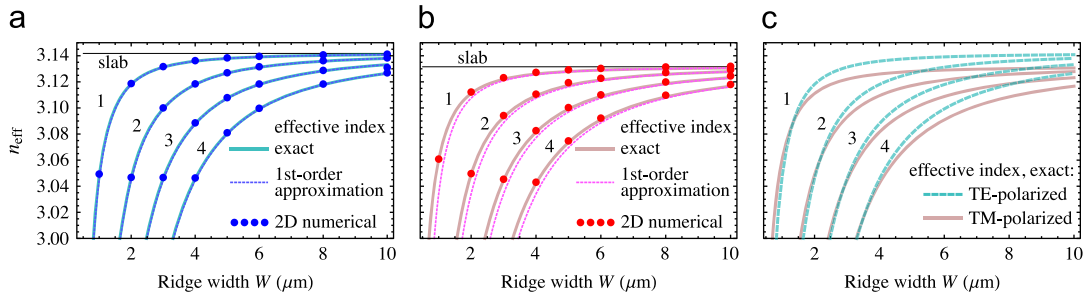 a
n_eff
3.14
3.12
3.10
3.08
3.06
3.04
3.02
3.00
slab
1
2
3
4
effective index
exact
1st-order
approximation
2D numerical
2 4 6 8 10
Ridge width W (μm)
b
slab
1
2
3
4
effective index
exact
1st-order
approximation
2D numerical
2 4 6 8 10
Ridge width W (μm)
c
1
2
3
4
effective index, exact:
TE-polarized
TM-polarized
2 4 6 8 10
Ridge width W (μm)